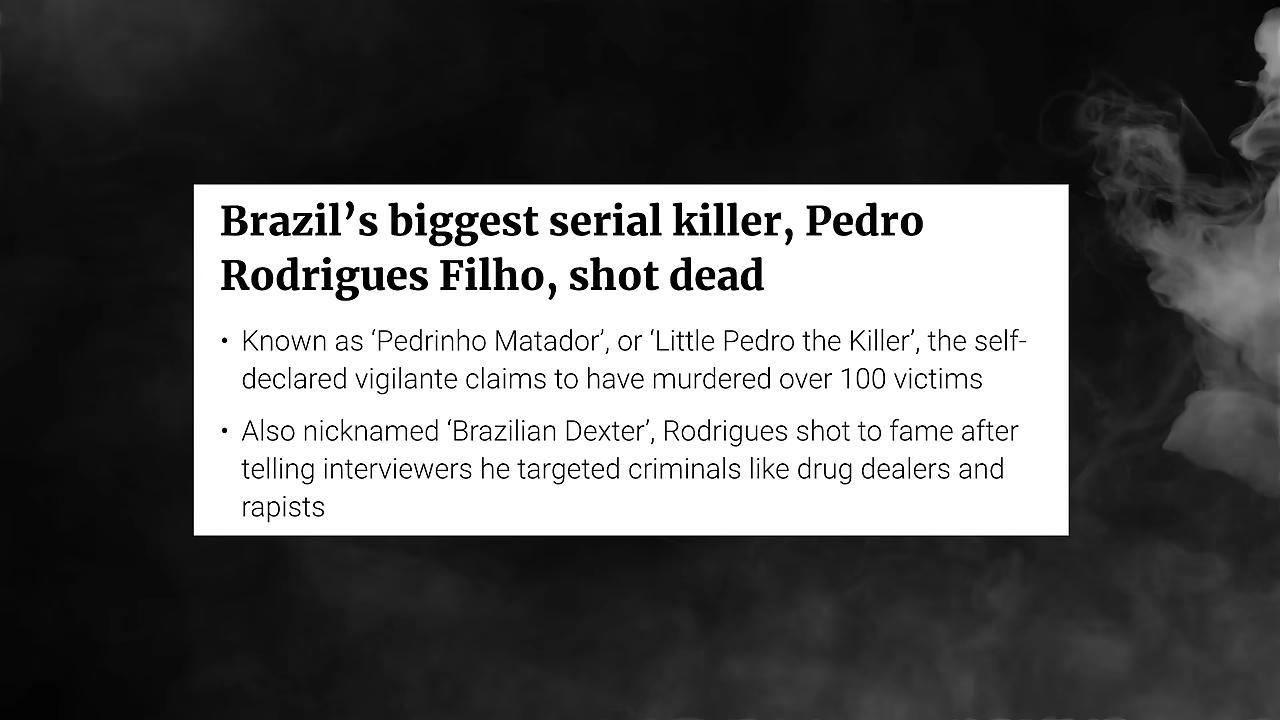 Brazil’s biggest serial killer, Pedro
Rodrigues Filho, shot dead
• Known as ‘Pedrinho Matador’, or ‘Little Pedro the Killer’, the self-
declared vigilante claims to have murdered over 100 victims
• Also nicknamed ‘Brazilian Dexter’, Rodrigues shot to fame after
telling interviewers he targeted criminals like drug dealers and
rapists